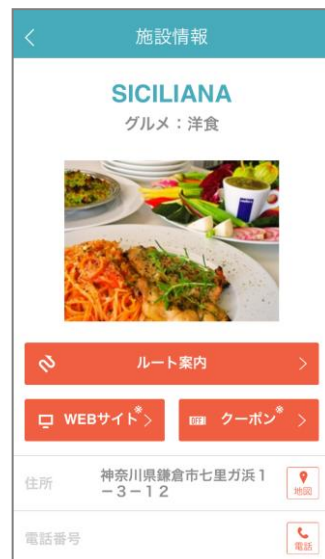 施設情報
SICILIANA
グルメ：洋食
ルート案内
WEBサイト※
OFF クーポン※
住所
神奈川県鎌倉市七里ガ浜１
－３－１２
地図
電話番号
電話